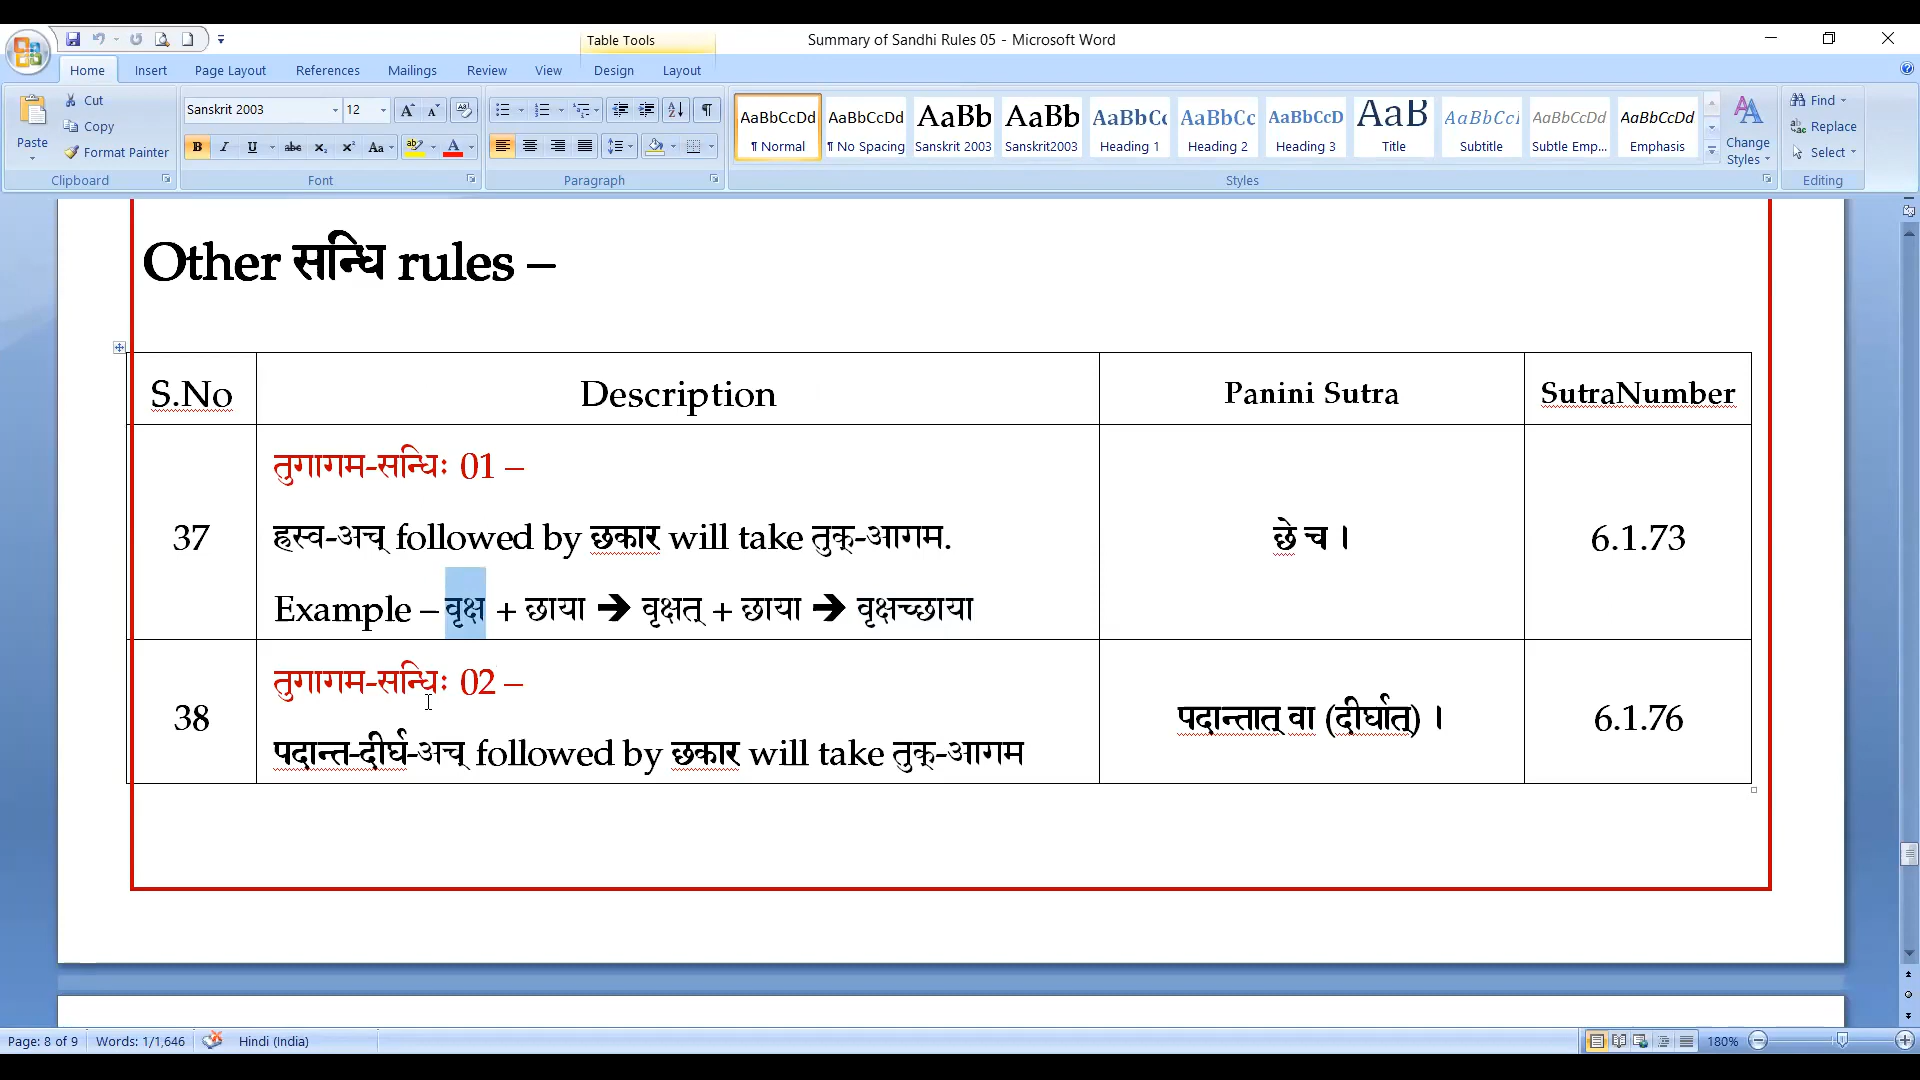 Table Tools
Summary of Sandhi Rules 05 - Microsoft Word
Home Insert Page Layout References Mailings Review View Design Layout
Paste
Cut
Copy
Format Painter
Clipboard
Sanskrit 2003 12
Font
Paragraph
AaBbCcDd AaBbCcDd AaBb AaBb AaBbCc AaBbCc AaBbCcD AaB AaBbCcI AaBbCcDd AaBbCcDd
¶ Normal ¶ No Spacing Sanskrit 2003 Sanskrit2003 Heading 1 Heading 2 Heading 3 Title Subtitle Subtle Emp... Emphasis
Change Styles
Styles
Find
Replace
Select
Editing
Other सन्धि rules –
S.No Description Panini Sutra SutraNumber
तुगागम-सन्धिः 01 –
37 ह्रस्व-अच् followed by छकार will take तुक्-आगम. छे च । 6.1.73
Example – वृक्ष + छाया ➔ वृक्षत् + छाया ➔ वृक्षच्छाया
तुगागम-सन्धिः 02 –
38 पदान्तात् वा (दीर्घात्) । 6.1.76
पदान्त-दीर्घ-अच् followed by छकार will take तुक्-आगम
Page: 8 of 9 Words: 1/1,646 Hindi (India) 180%